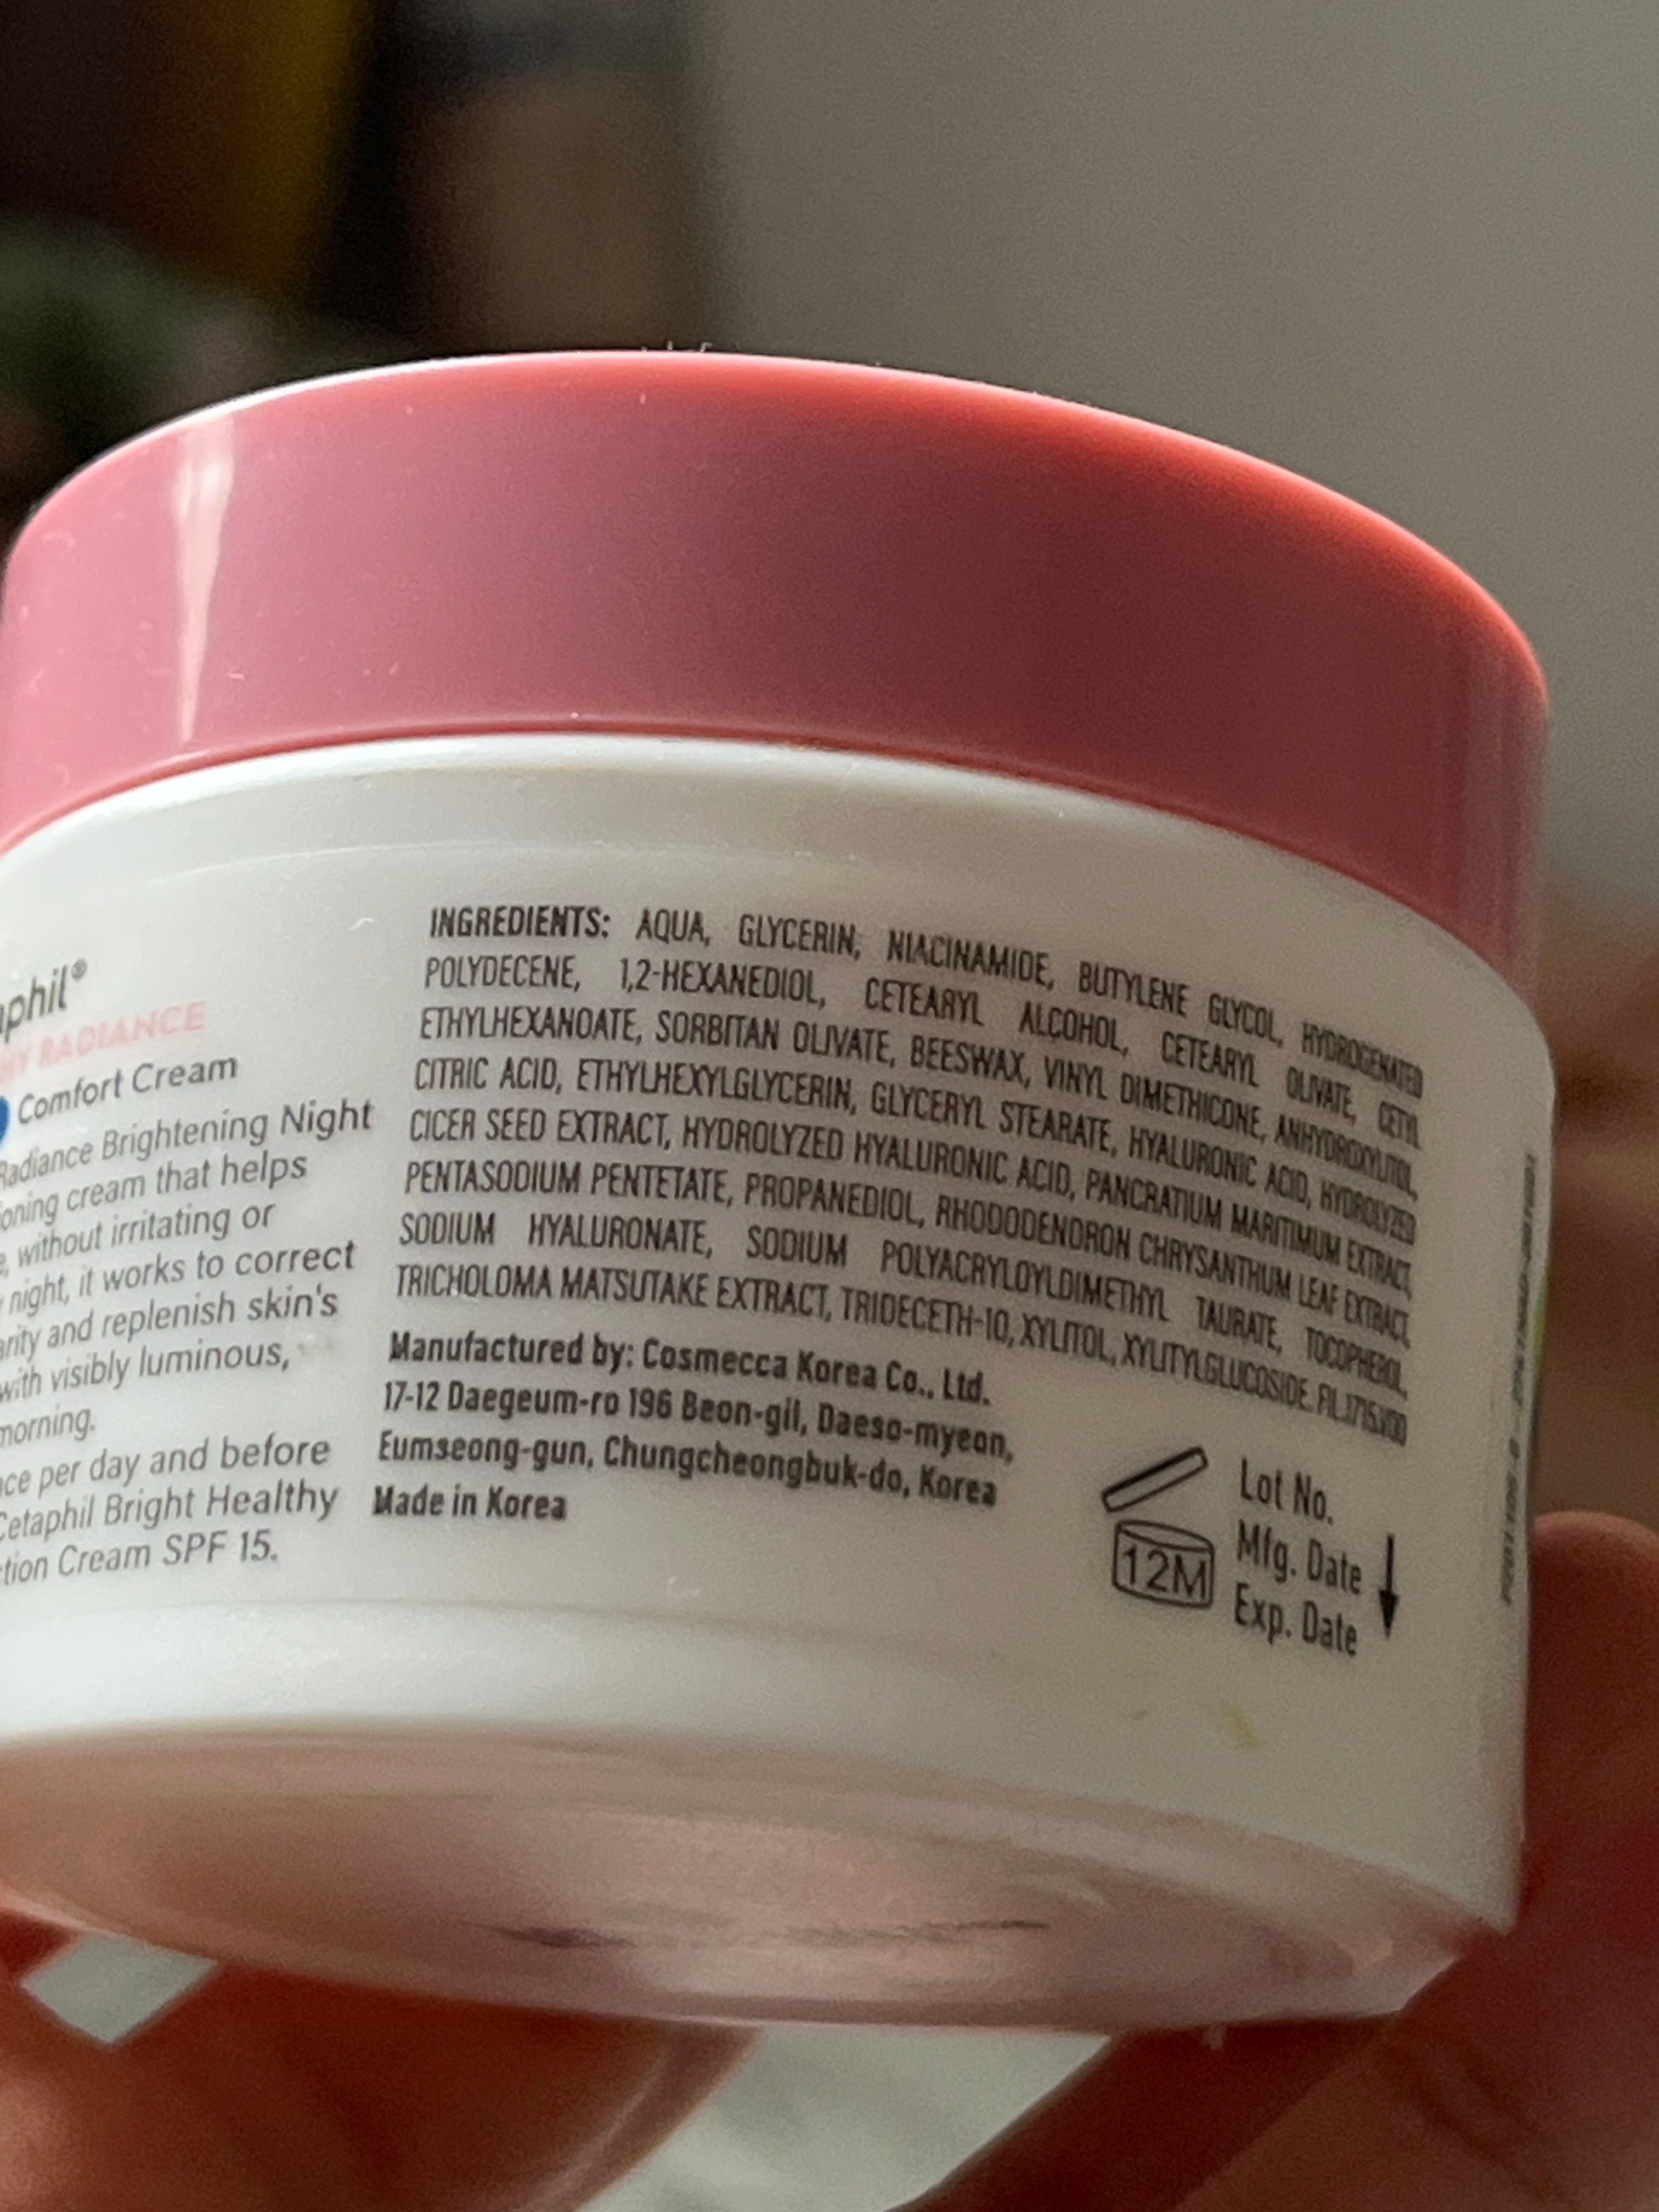 phil®
HY RADIANCE
Comfort Cream
Radiance Brightening Night
oning cream that helps
, without irritating or
night, it works to correct
arity and replenish skin's
with visibly luminous,
morning.
ce per day and before
Cetaphil Bright Healthy
tion Cream SPF 15.
INGREDIENTS: AQUA, GLYCERIN, NIACINAMIDE, BUTYLENE GLYCOL, HYDROGENATED
POLYDECENE, 1,2-HEXANEDIOL, CETEARYL ALCOHOL, CETEARYL OLIVATE, CETYL
ETHYLHEXANOATE, SORBITAN OLIVATE, BEESWAX, VINYL DIMETHICONE, ANHYDROXYLITOL,
CITRIC ACID, ETHYLHEXYLGLYCERIN, GLYCERYL STEARATE, HYALURONIC ACID, HYDROLYZED
CICER SEED EXTRACT, HYDROLYZED HYALURONIC ACID, PANCRATIUM MARITIMUM EXTRACT,
PENTASODIUM PENTETATE, PROPANEDIOL, RHODODENDRON CHRYSANTHUM LEAF EXTRACT,
SODIUM HYALURONATE, SODIUM POLYACRYLOYLDIMETHYL TAURATE, TOCOPHEROL,
TRICHOLOMA MATSUTAKE EXTRACT, TRIDECETH-10, XYLITOL, XYLITYLGLUCOSIDE. FIL.1715.V00
Manufactured by: Cosmecca Korea Co., Ltd.
17-12 Daegeum-ro 196 Beon-gil, Daeso-myeon,
Eumseong-gun, Chungcheongbuk-do, Korea
Made in Korea
12M
Lot No.
Mfg. Date
Exp. Date